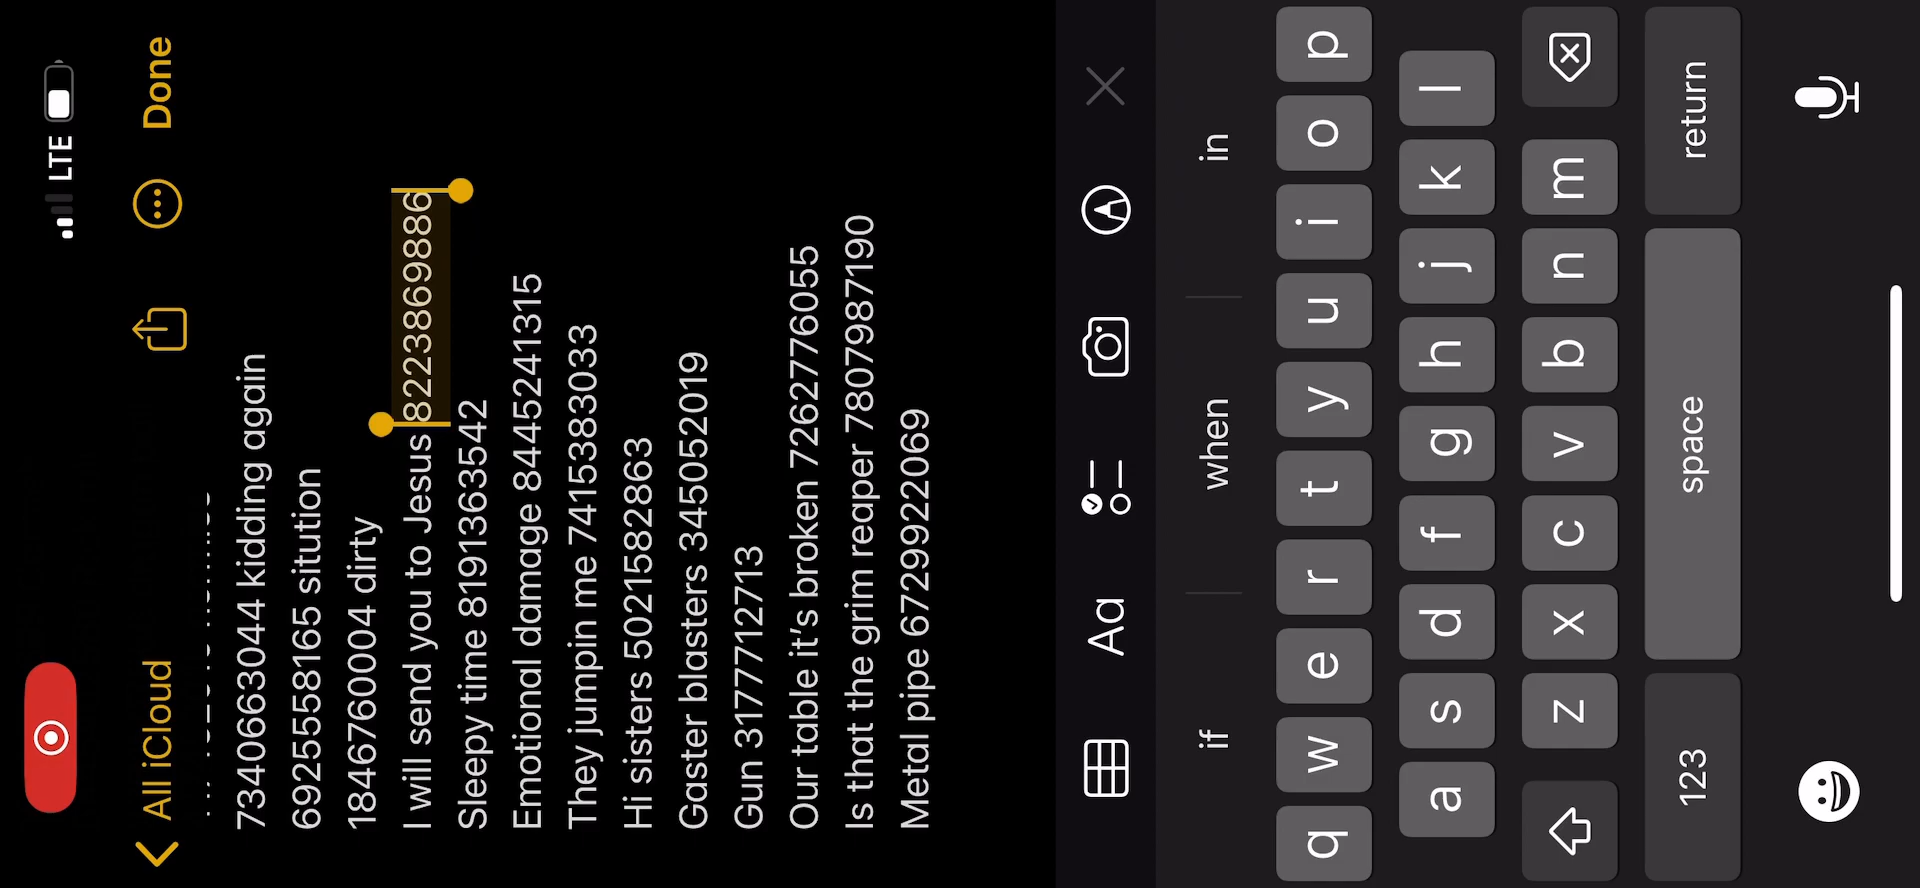 LTE
All iCloud
Done
7340663044 kidding again
6925558165 sitution
1846760004 dirty
I will send you to Jesus 8223869886
Sleepy time 8191363542
Emotional damage 8445241315
They jumpin me 7415383033
Hi sisters 5021582863
Gaster blasters 345052019
Gun 3177712713
Our table it’s broken 7262776055
Is that the grim reaper 7807987190
Metal pipe 6729922069
Aa
if when in
q w e r t y u i o p
a s d f g h j k l
z x c v b n m
123 space return